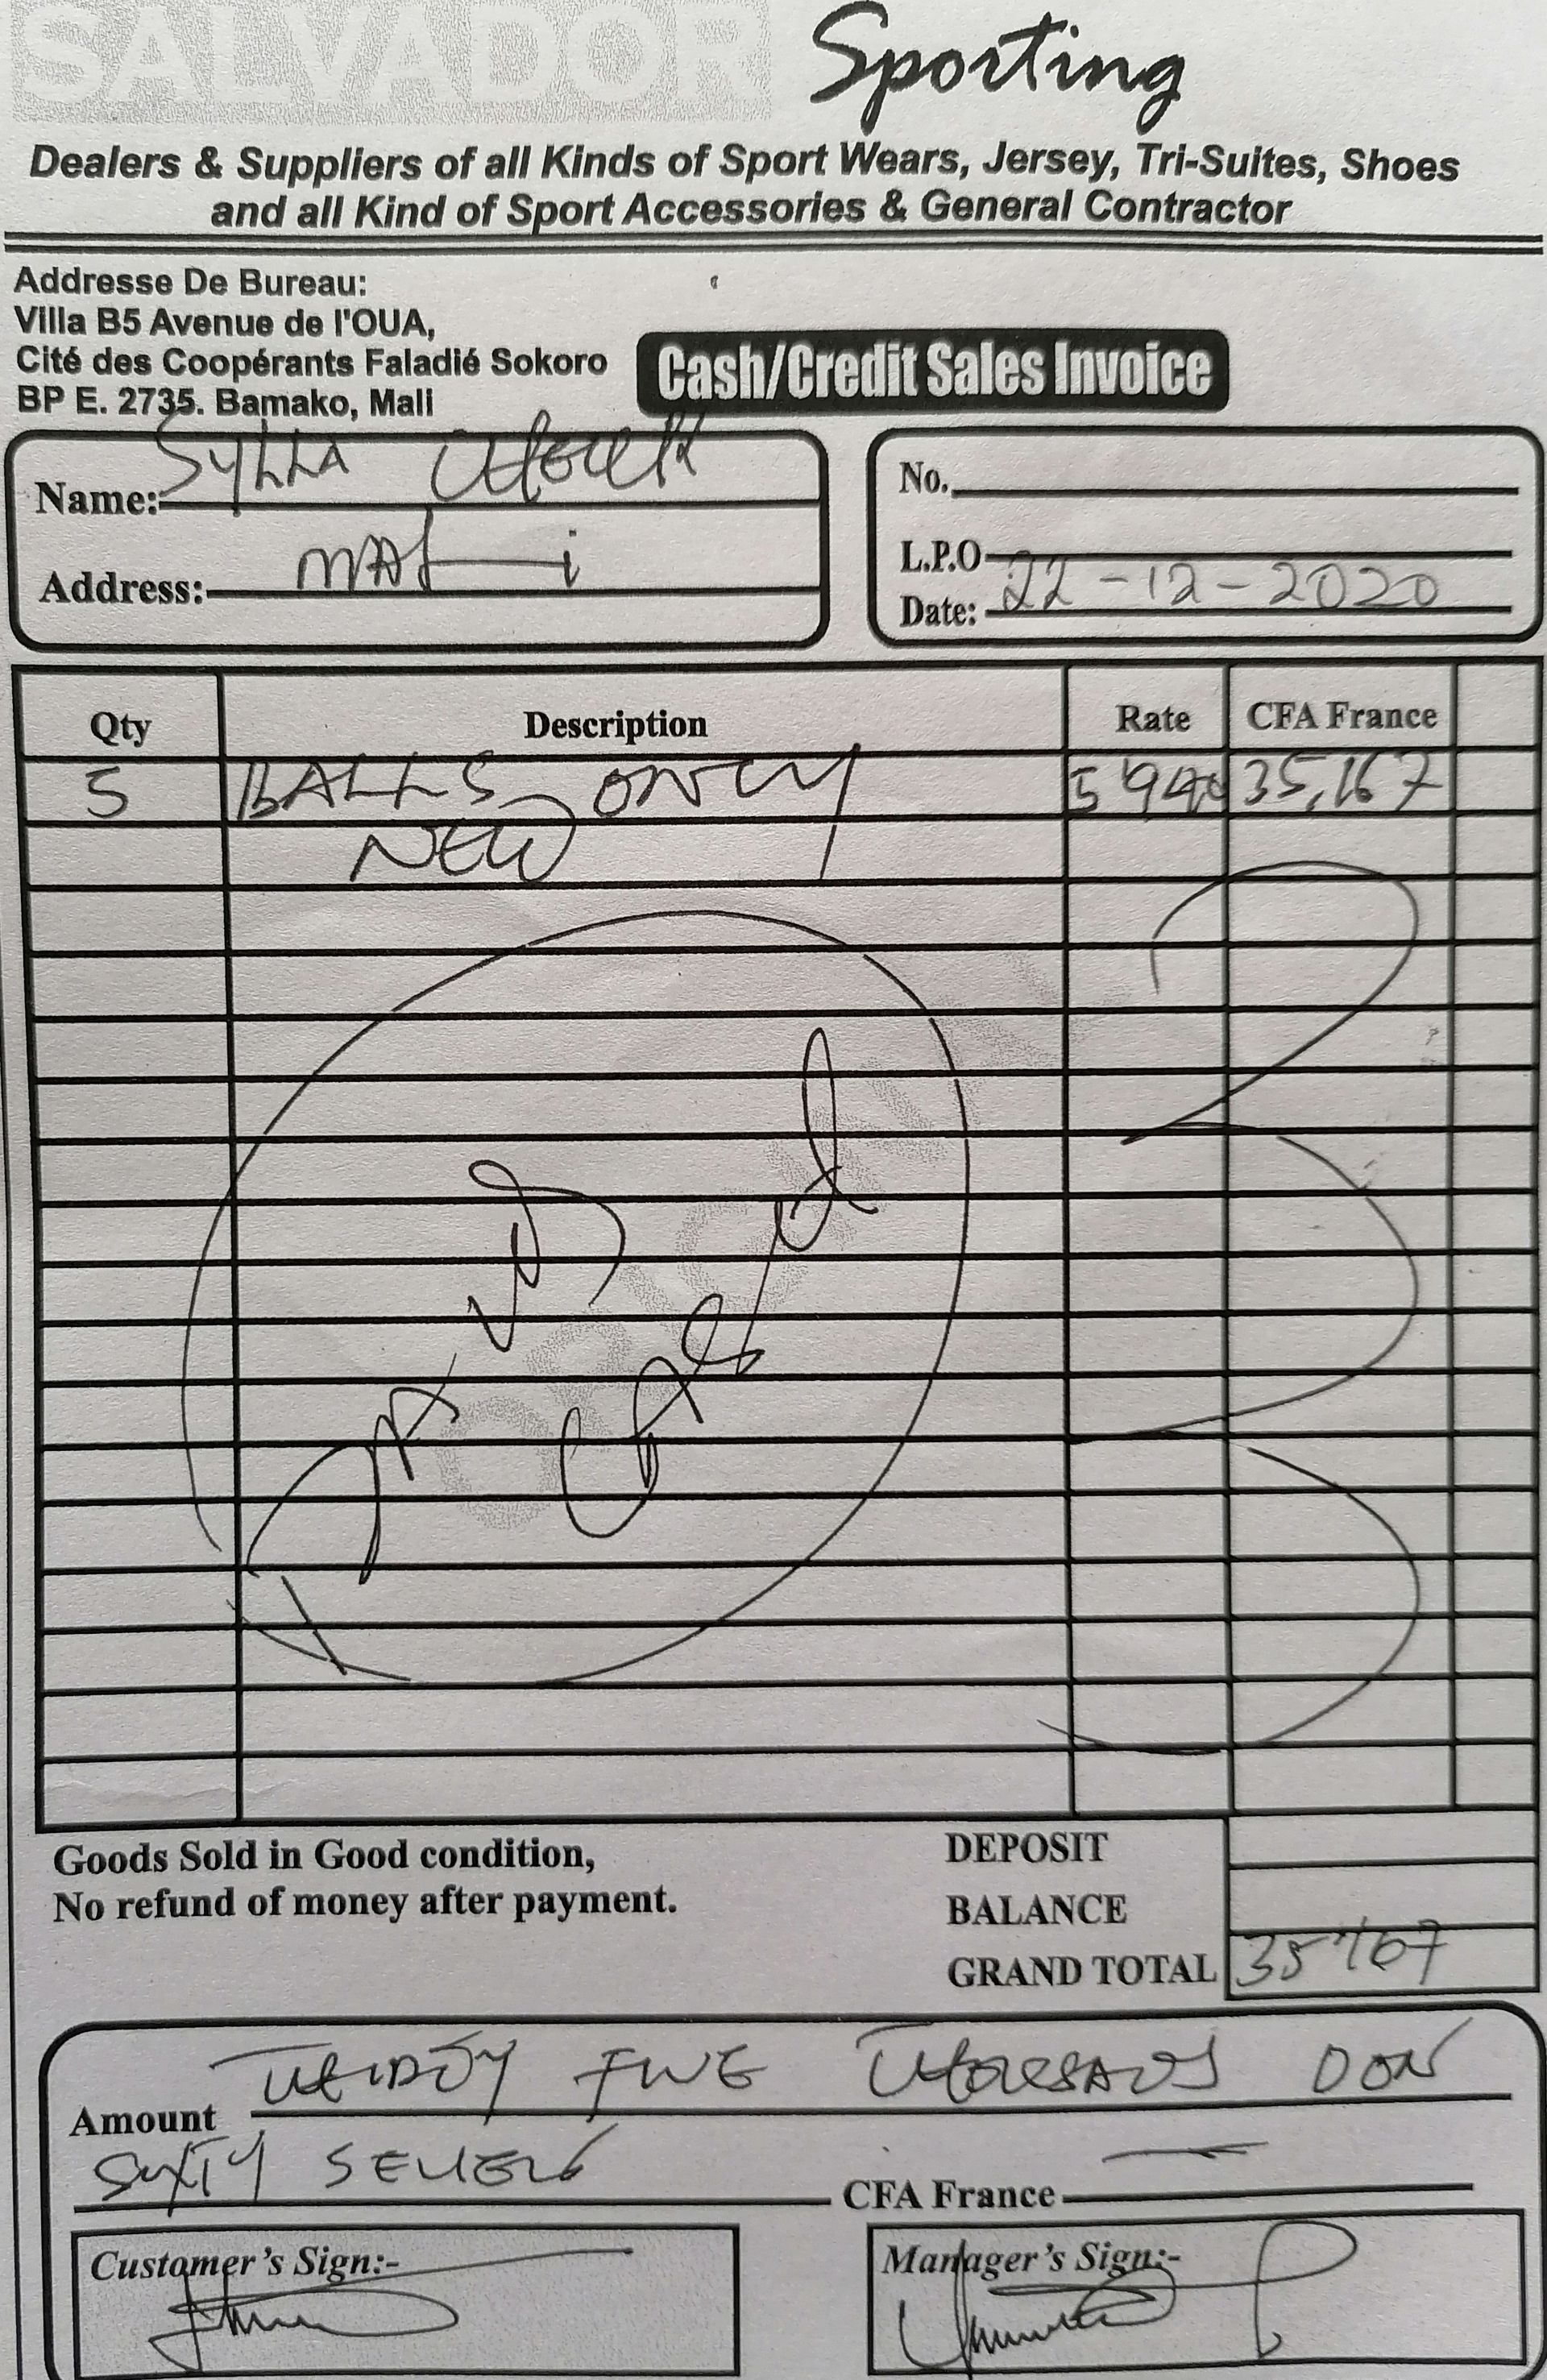 SALVADOR Sporting
Dealers & Suppliers of all Kinds of Sport Wears, Jersey, Tri-Suites, Shoes
and all Kind of Sport Accessories & General Contractor
Addresse De Bureau:
Villa B5 Avenue de l'OUA,
Cité des Coopérants Faladié Sokoro
BP E. 2735. Bamako, Mali
Cash/Credit Sales Invoice
Name: SYLLA
Address: MALi
No.
L.P.O
Date: 22-12-2020
Qty Description Rate CFA France
5 BALLS ONLY 35,167
NEW
Goods Sold in Good condition,
No refund of money after payment.
DEPOSIT
BALANCE
GRAND TOTAL 35167
Amount FIVE
SIXTY SEVEN CFA France
Customer's Sign:-
Manager's Sign:-